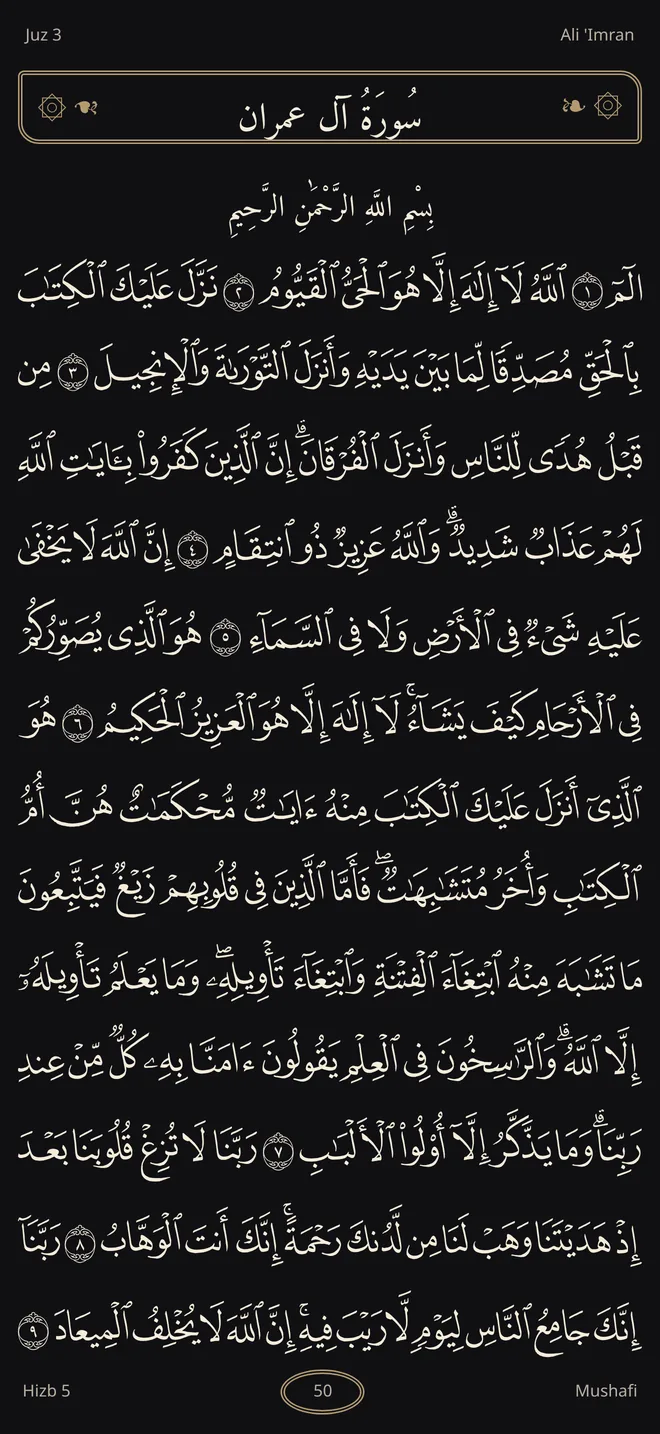 Juz 3
Ali 'Imran
سُورَةُ آل عمران
بِسْمِ اللَّهِ الرَّحْمَٰنِ الرَّحِيمِ
الٓمٓ ١ ٱللَّهُ لَآ إِلَٰهَ إِلَّا هُوَ ٱلْحَىُّ ٱلْقَيُّومُ ٢ نَزَّلَ عَلَيْكَ ٱلْكِتَٰبَ
بِٱلْحَقِّ مُصَدِّقًا لِّمَا بَيْنَ يَدَيْهِ وَأَنزَلَ ٱلتَّوْرَىٰةَ وَٱلْإِنجِيلَ ٣ مِن
قَبْلُ هُدًى لِّلنَّاسِ وَأَنزَلَ ٱلْفُرْقَانَ ۗ إِنَّ ٱلَّذِينَ كَفَرُوا۟ بِـَٔايَٰتِ ٱللَّهِ
لَهُمْ عَذَابٌ شَدِيدٌ ۗ وَٱللَّهُ عَزِيزٌ ذُو ٱنتِقَامٍ ٤ إِنَّ ٱللَّهَ لَا يَخْفَىٰ
عَلَيْهِ شَىْءٌ فِى ٱلْأَرْضِ وَلَا فِى ٱلسَّمَآءِ ٥ هُوَ ٱلَّذِى يُصَوِّرُكُمْ
فِى ٱلْأَرْحَامِ كَيْفَ يَشَآءُ ۚ لَآ إِلَٰهَ إِلَّا هُوَ ٱلْعَزِيزُ ٱلْحَكِيمُ ٦ هُوَ
ٱلَّذِىٓ أَنزَلَ عَلَيْكَ ٱلْكِتَٰبَ مِنْهُ ءَايَٰتٌ مُّحْكَمَٰتٌ هُنَّ أُمُّ
ٱلْكِتَٰبِ وَأُخَرُ مُتَشَٰبِهَٰتٌ ۖ فَأَمَّا ٱلَّذِينَ فِى قُلُوبِهِمْ زَيْغٌ فَيَتَّبِعُونَ
مَا تَشَٰبَهَ مِنْهُ ٱبْتِغَآءَ ٱلْفِتْنَةِ وَٱبْتِغَآءَ تَأْوِيلِهِۦ ۗ وَمَا يَعْلَمُ تَأْوِيلَهُۥٓ
إِلَّا ٱللَّهُ ۗ وَٱلرَّٰسِخُونَ فِى ٱلْعِلْمِ يَقُولُونَ ءَامَنَّا بِهِۦ كُلٌّ مِّنْ عِندِ
رَبِّنَا ۗ وَمَا يَذَّكَّرُ إِلَّآ أُو۟لُوا۟ ٱلْأَلْبَٰبِ ٧ رَبَّنَا لَا تُزِغْ قُلُوبَنَا بَعْدَ
إِذْ هَدَيْتَنَا وَهَبْ لَنَا مِن لَّدُنكَ رَحْمَةً ۚ إِنَّكَ أَنتَ ٱلْوَهَّابُ ٨ رَبَّنَآ
إِنَّكَ جَامِعُ ٱلنَّاسِ لِيَوْمٍ لَّا رَيْبَ فِيهِ ۚ إِنَّ ٱللَّهَ لَا يُخْلِفُ ٱلْمِيعَادَ ٩
Hizb 5
50
Mushafi